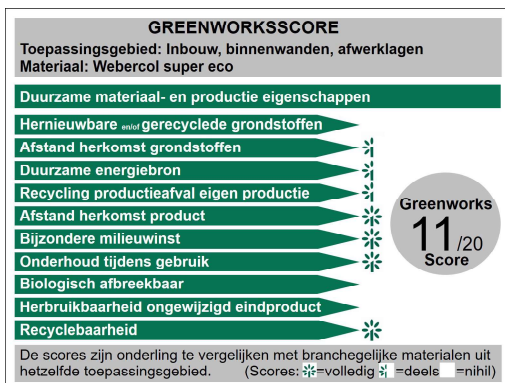 GREENWORKSSCORE
Toepassingsgebied: Inbouw, binnenwanden, afwerklagen
Materiaal: Webercol super eco
Duurzame materiaal- en productie eigenschappen
Hernieuwbare en/of gerecyclede grondstoffen
Afstand herkomst grondstoffen
Duurzame energiebron
Recycling productieafval eigen productie
Afstand herkomst product
Bijzondere milieuwinst
Onderhoud tijdens gebruik
Biologisch afbreekbaar
Herbruikbaarheid ongewijzigd eindproduct
Recyclebaarheid
Greenworks
11/20
Score
De scores zijn onderling te vergelijken met branchegelijke materialen uit
hetzelfde toepassingsgebied. (Scores: =volledig =deels =nihil)